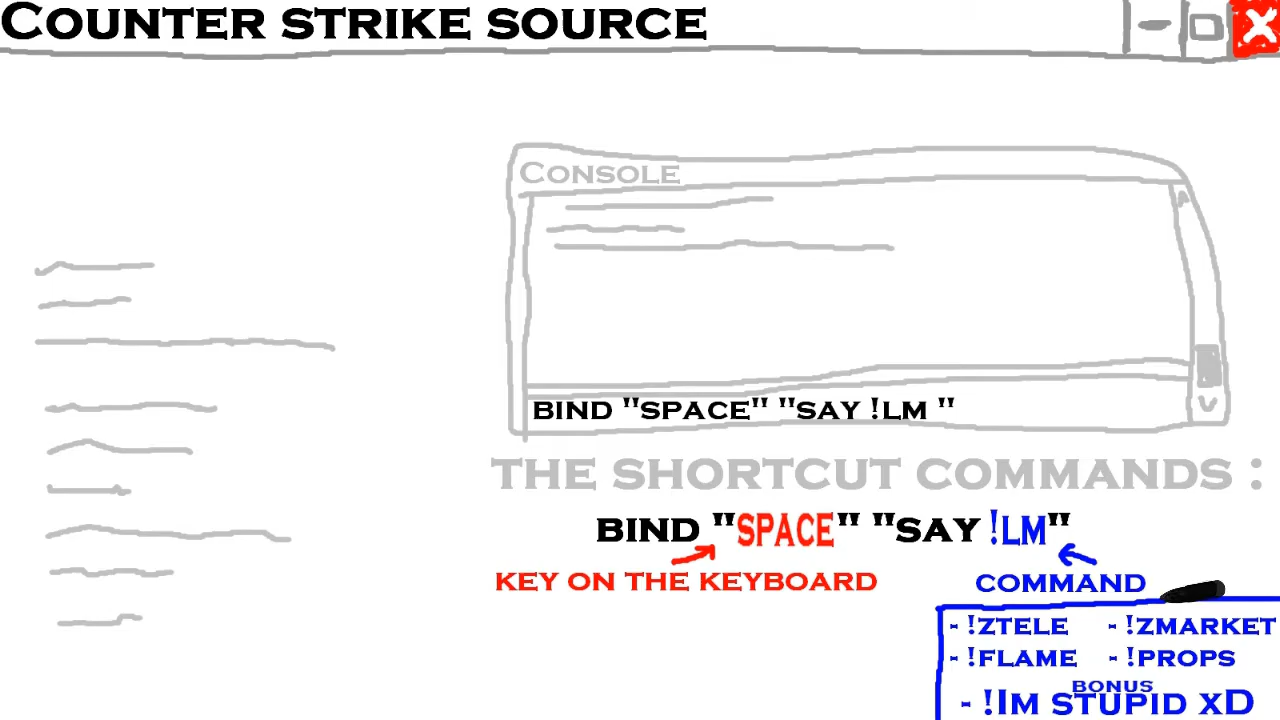 COUNTER STRIKE SOURCE
CONSOLE
BIND "SPACE" "SAY !LM "
THE SHORTCUT COMMANDS :
BIND "SPACE" "SAY !LM"
KEY ON THE KEYBOARD
COMMAND
- !ZTELE - !ZMARKET
- !FLAME - !PROPS
BONUS
- !IM STUPID XD